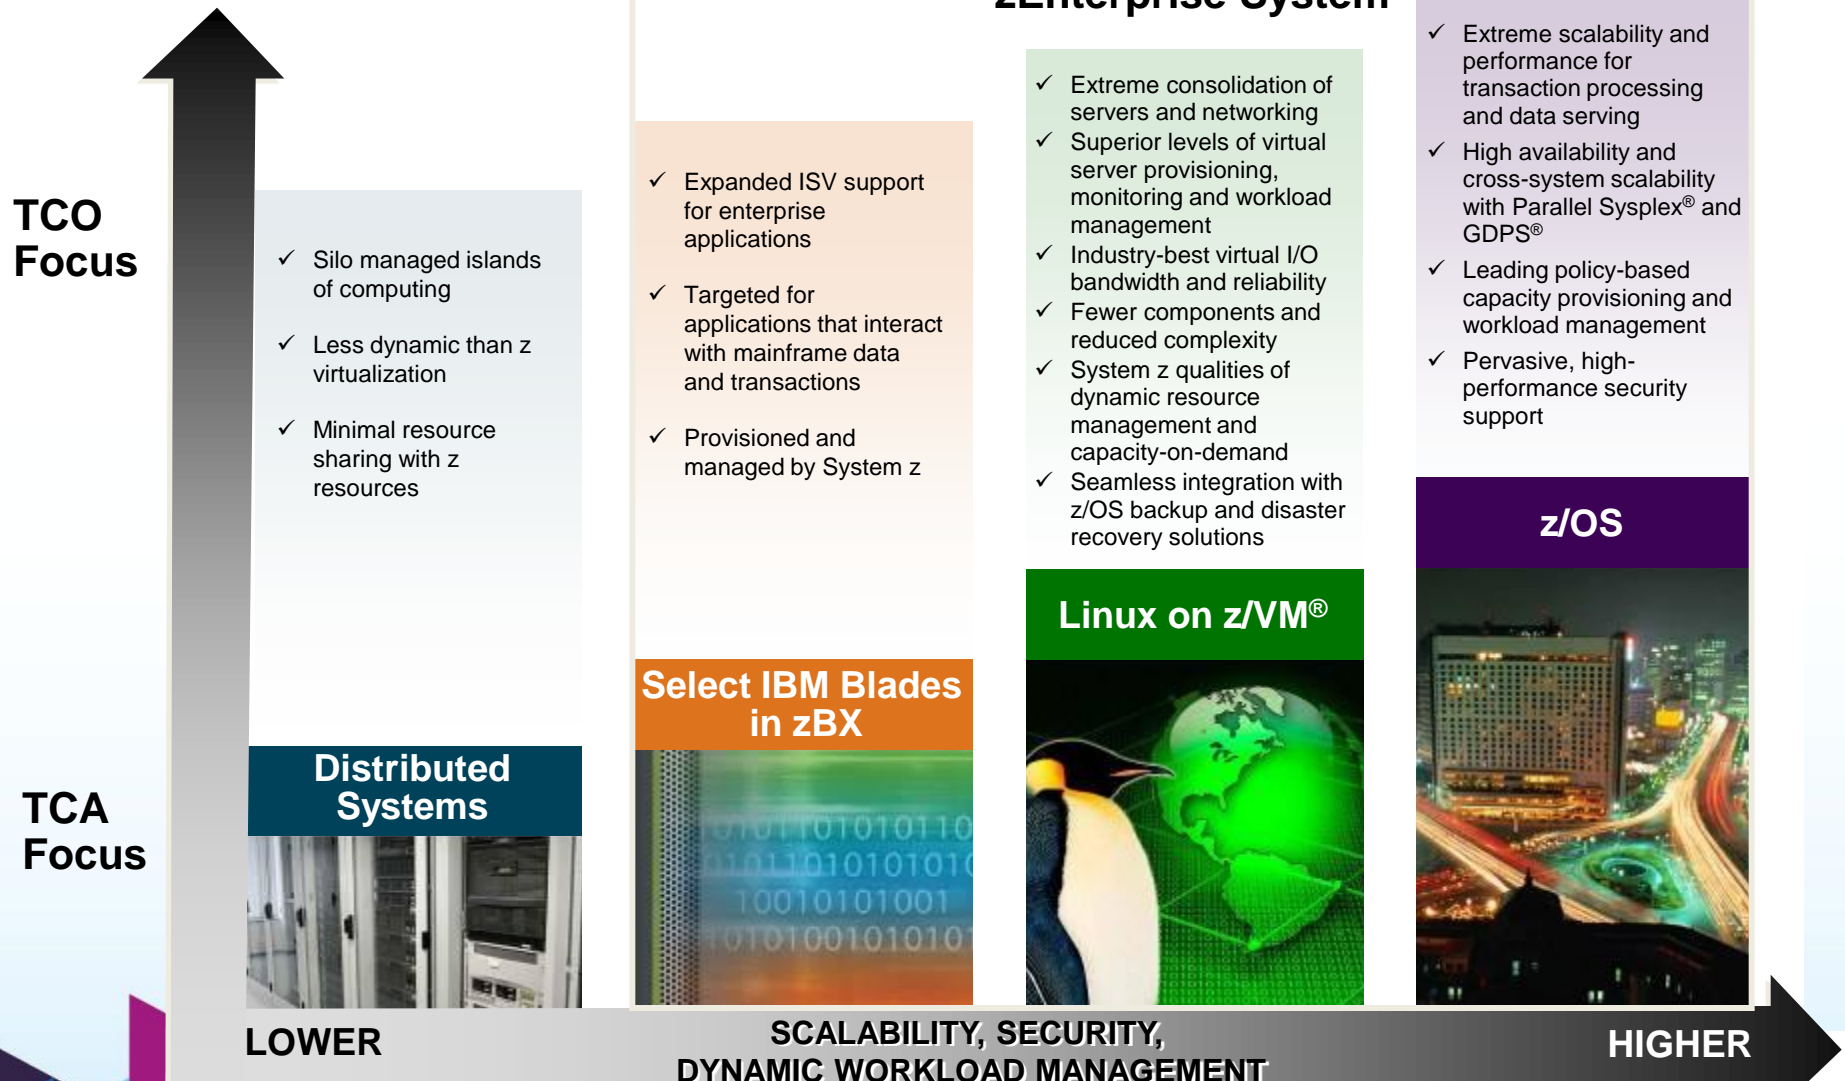 zEnterprise System
TCO
Focus
TCA
Focus
✓ Silo managed islands
of computing
✓ Less dynamic than z
virtualization
✓ Minimal resource
sharing with z
resources
Distributed
Systems
✓ Expanded ISV support
for enterprise
applications
✓ Targeted for
applications that interact
with mainframe data
and transactions
✓ Provisioned and
managed by System z
Select IBM Blades
in zBX
10101010110
0101101010101010
10010101001
1010100101010
✓ Extreme consolidation of
servers and networking
✓ Superior levels of virtual
server provisioning,
monitoring and workload
management
✓ Industry-best virtual I/O
bandwidth and reliability
✓ Fewer components and
reduced complexity
✓ System z qualities of
dynamic resource
management and
capacity-on-demand
✓ Seamless integration with
z/OS backup and disaster
recovery solutions
Linux on z/VM®
✓ Extreme scalability and
performance for
transaction processing
and data serving
✓ High availability and
cross-system scalability
with Parallel Sysplex® and
GDPS®
✓ Leading policy-based
capacity provisioning and
workload management
✓ Pervasive, high-
performance security
support
z/OS
LOWER
SCALABILITY, SECURITY,
DYNAMIC WORKLOAD MANAGEMENT
HIGHER